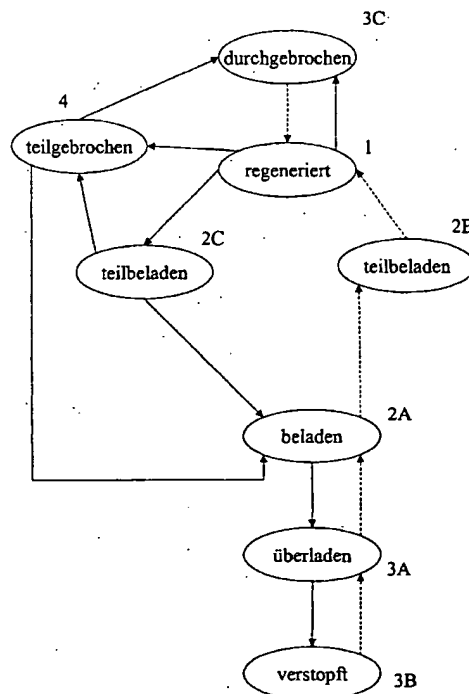 3C
durchgebrochen
4
teilgebrochen
1
regeneriert
2C
teilbeladen
2B
teilbeladen
2A
beladen
überladen
3A
verstopft
3B